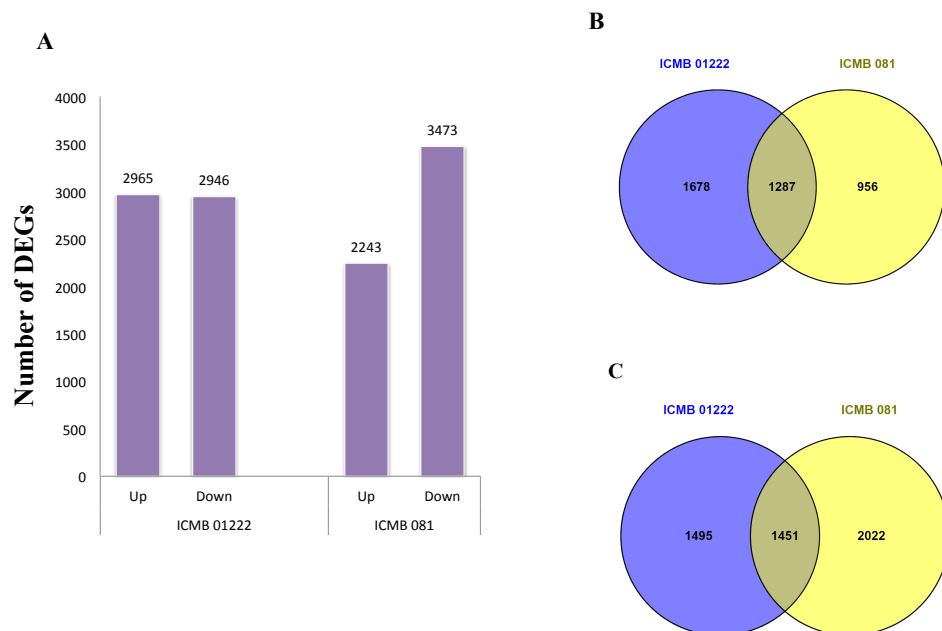 A
Number of DEGs
4000
3500
3000
2500
2000
1500
1000
500
0
2965
2946
2243
3473
Up
Down
Up
Down
ICMB 01222
ICMB 081
B
ICMB 01222
ICMB 081
1678
1287
956
C
ICMB 01222
ICMB 081
1495
1451
2022